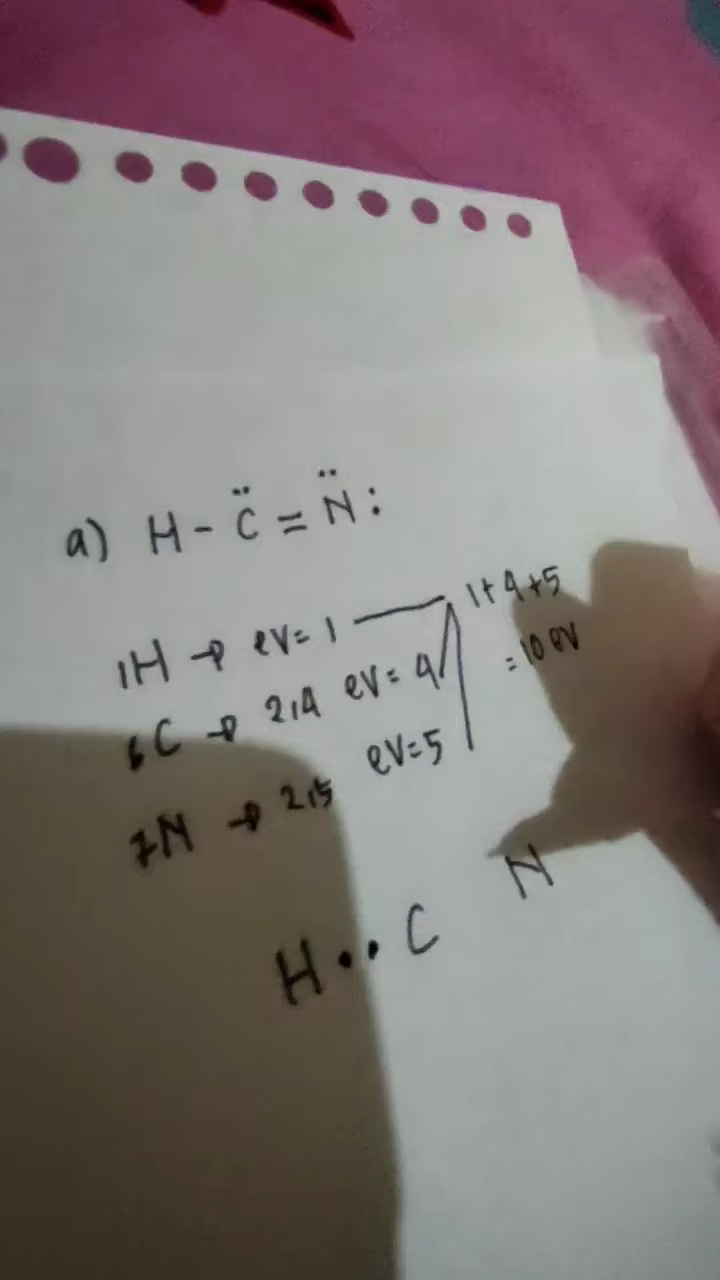 a) H - C̈ = N̈ :
₁H → ev = 1 1+4+5
= 10 ev
₆C → 2,4 ev = 4
₇N → 2,5 ev = 5
H •• C N